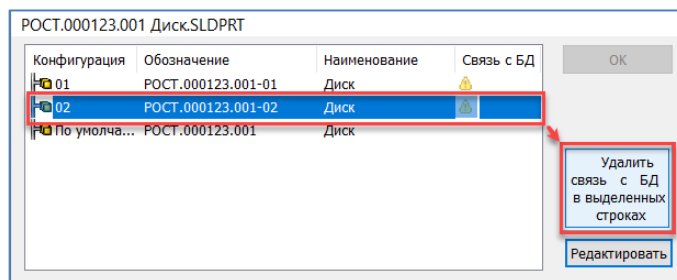 РОСТ.000123.001 Диск.SLDPRT
Конфигурация Обозначение Наименование Связь с БД
01 РОСТ.000123.001-01 Диск
02 РОСТ.000123.001-02 Диск
По умолча... РОСТ.000123.001 Диск
ОК
Удалить
связь с БД
в выделенных
строках
Редактировать